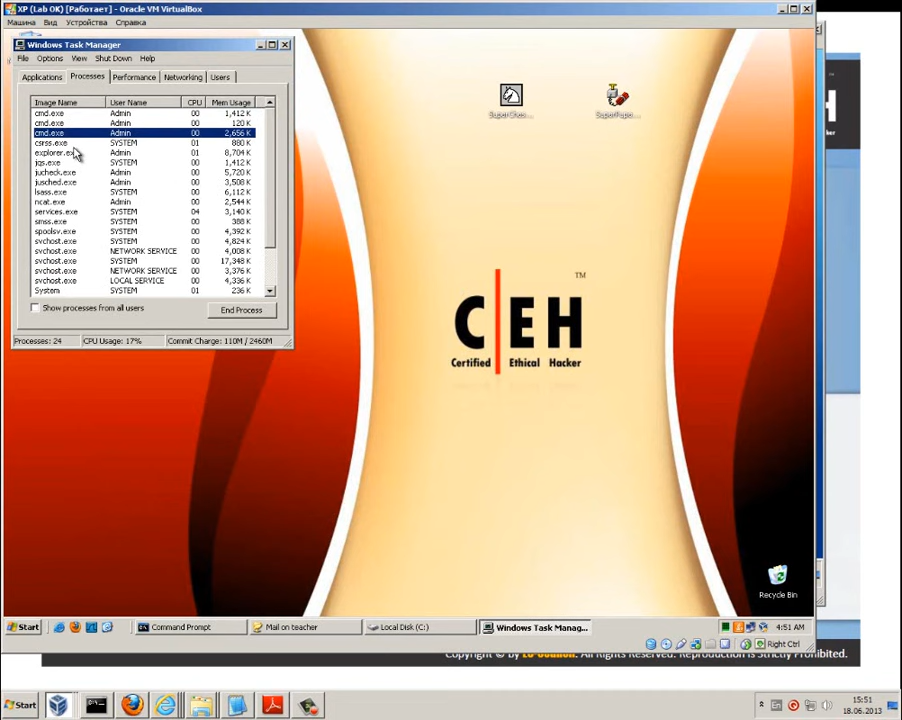 XP (Lab OK) [Работает] - Oracle VM VirtualBox
Машина Вид Устройства Справка
Windows Task Manager
File Options View Shut Down Help
Applications Processes Performance Networking Users
Image Name User Name CPU Mem Usage
cmd.exe Admin 00 1,412 K
cmd.exe Admin 00 120 K
cmd.exe Admin 00 2,656 K
csrss.exe SYSTEM 01 880 K
explorer.exe Admin 01 8,704 K
jqs.exe SYSTEM 00 1,412 K
jucheck.exe Admin 00 5,720 K
jusched.exe Admin 00 3,508 K
lsass.exe SYSTEM 00 6,112 K
ncat.exe Admin 00 2,544 K
services.exe SYSTEM 04 3,140 K
smss.exe SYSTEM 00 388 K
spoolsv.exe SYSTEM 00 4,392 K
svchost.exe SYSTEM 00 4,824 K
svchost.exe NETWORK SERVICE 00 4,008 K
svchost.exe SYSTEM 00 17,348 K
svchost.exe NETWORK SERVICE 00 3,376 K
svchost.exe LOCAL SERVICE 00 4,336 K
System SYSTEM 01 236 K
Show processes from all users
End Process
Processes: 24 CPU Usage: 17% Commit Charge: 110M / 2460M
SuperChes...
C EH
TM
Certified Ethical Hacker
Recycle Bin
Start Command Prompt Mail on teacher Local Disk (C:) Windows Task Manag... 4:51 AM
Right Ctrl
Copyright © by All Rights Reserved. Reproduction is Strictly Prohibited.
Start En 15:51
18.06.2013